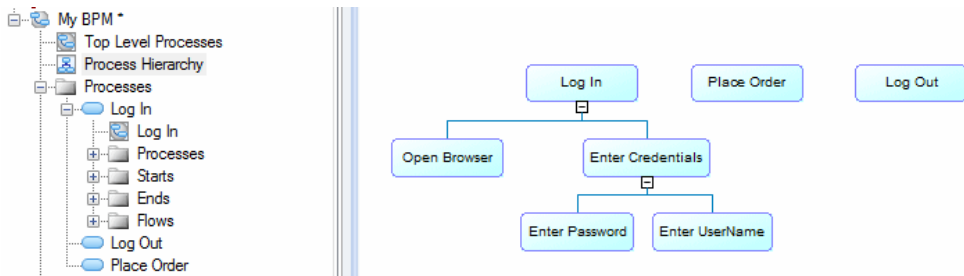 My BPM *
Top Level Processes
Process Hierarchy
Processes
Log In
Log In
Processes
Starts
Ends
Flows
Log Out
Place Order
Log In
Place Order
Log Out
Open Browser
Enter Credentials
Enter Password
Enter UserName